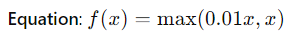 Equation: f(x) = max(0.01x, x)